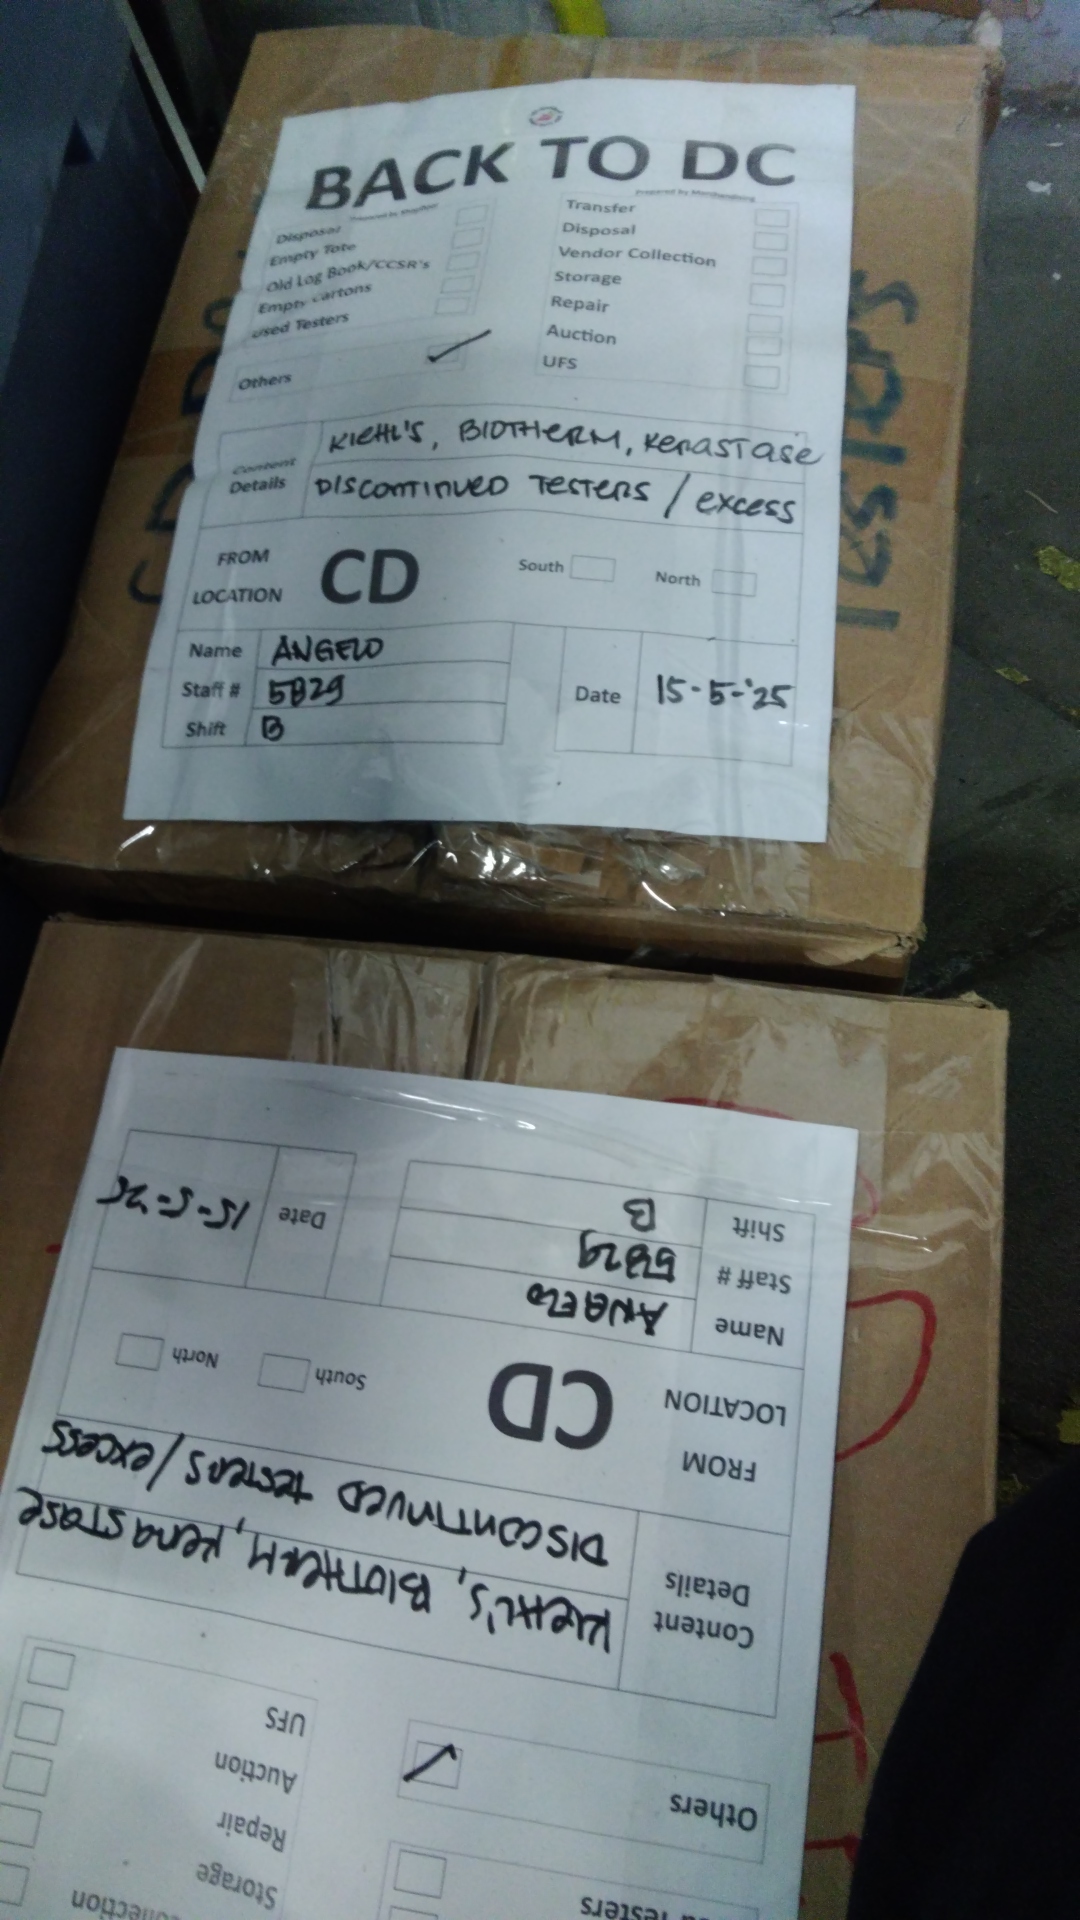 BACK TO DC
Prepared by Shopfloor
Disposal
Empty Tote
Old Log Book/CCSR's
Empty cartons
Used Testers
Others
Prepared by Merchandising
Transfer
Disposal
Vendor Collection
Storage
Repair
Auction
UFS
Content Details
KIEHL'S, BIOTHERM, KERASTASE
DISCONTINUED TESTERS / EXCESS
FROM LOCATION
CD
South
North
Name ANGELO
Staff # 5829
Shift B
Date 15-5-'25
Testers
Shift B
Staff # 5829
Name ANGELO
Date 15-5-25
FROM LOCATION
CD
South
North
Content Details
KIEHL'S, BIOTHERM, KERASTASE
DISCONTINUED TESTERS / EXCESS
Others
UFS
Auction
Repair
Storage